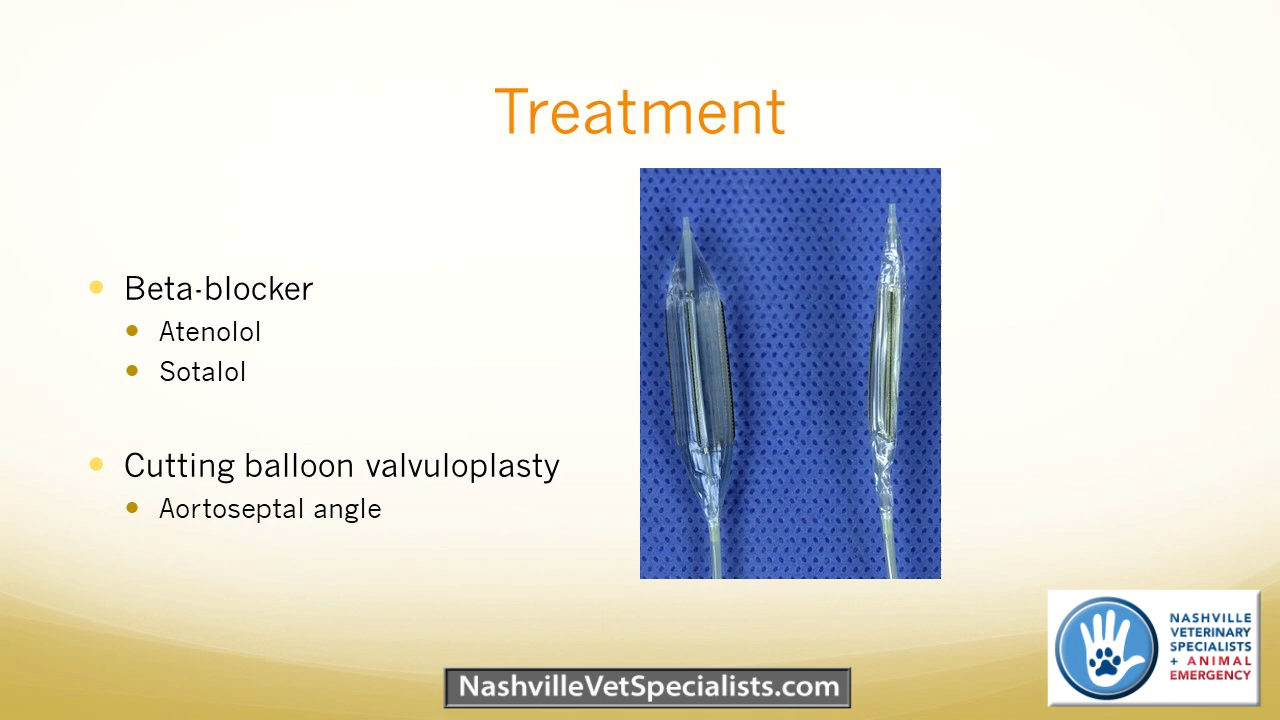 Treatment
Beta-blocker
Atenolol
Sotalol
Cutting balloon valvuloplasty
Aortoseptal angle
NASHVILLE
VETERINARY
SPECIALISTS
+ ANIMAL
EMERGENCY
NashvilleVetSpecialists.com